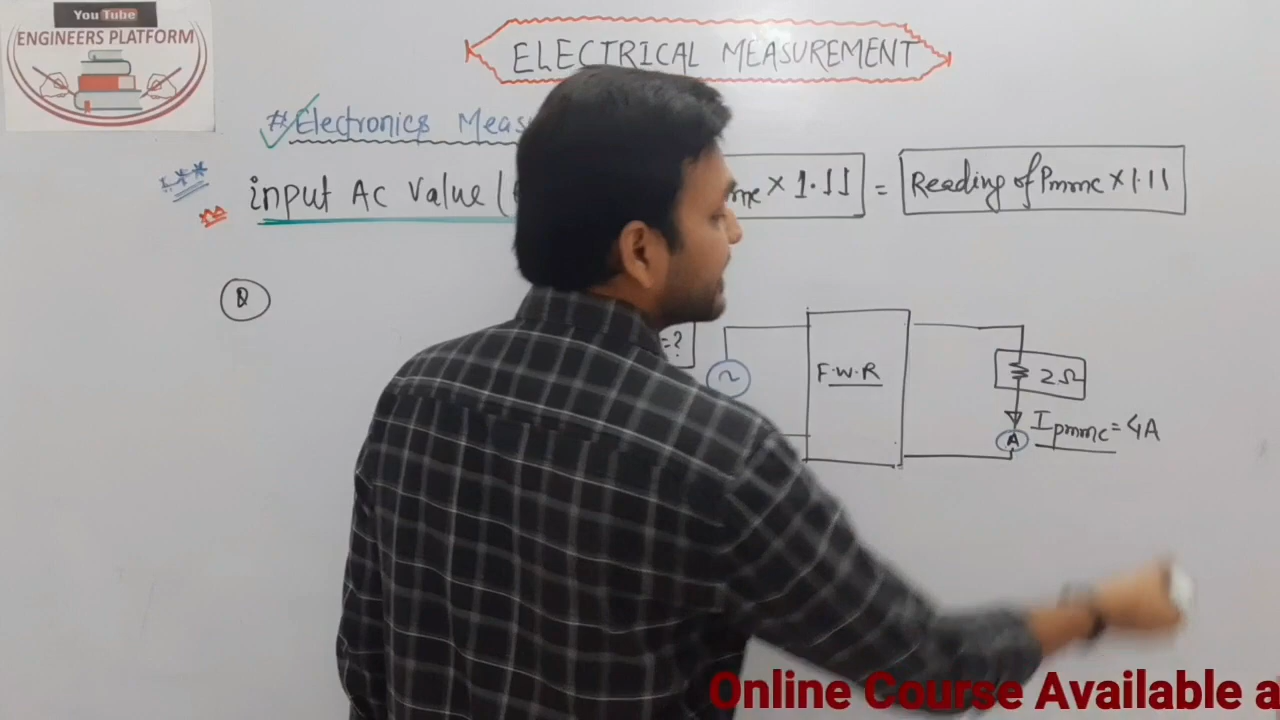 You Tube
ENGINEERS PLATFORM
ELECTRICAL MEASUREMENT
#Electronics Meas
input AC Value (
mmc × 1.11 = Reading of Pmmc × 1.11
Q
=?
F.W.R
2Ω
A
Ipmmc = 4A
Online Course Available a